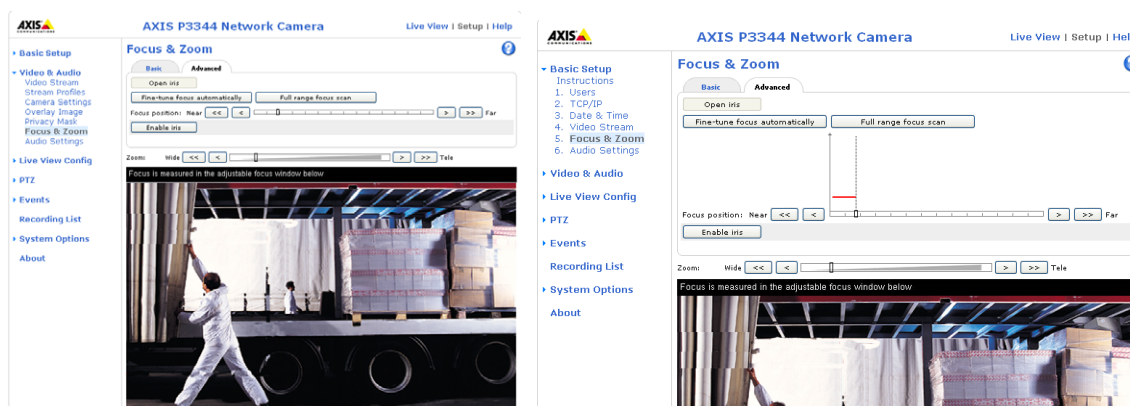 AXIS
COMMUNICATIONS
AXIS P3344 Network Camera
Live View | Setup | Help
Basic Setup
Video & Audio
Video Stream
Stream Profiles
Camera Settings
Overlay Image
Privacy Mask
Focus & Zoom
Audio Settings
Live View Config
PTZ
Events
Recording List
System Options
About
Focus & Zoom
?
Basic
Advanced
Open iris
Fine-tune focus automatically
Full range focus scan
Focus position: Near << < > >> Far
Enable iris
Zoom: Wide << < > >> Tele
Focus is measured in the adjustable focus window below
AXIS
COMMUNICATIONS
AXIS P3344 Network Camera
Live View | Setup | Hel
Basic Setup
Instructions
1. Users
2. TCP/IP
3. Date & Time
4. Video Stream
5. Focus & Zoom
6. Audio Settings
Video & Audio
Live View Config
PTZ
Events
Recording List
System Options
About
Focus & Zoom
Basic
Advanced
Open iris
Fine-tune focus automatically
Full range focus scan
Focus position: Near << < > >> Far
Enable iris
Zoom: Wide << < > >> Tele
Focus is measured in the adjustable focus window below